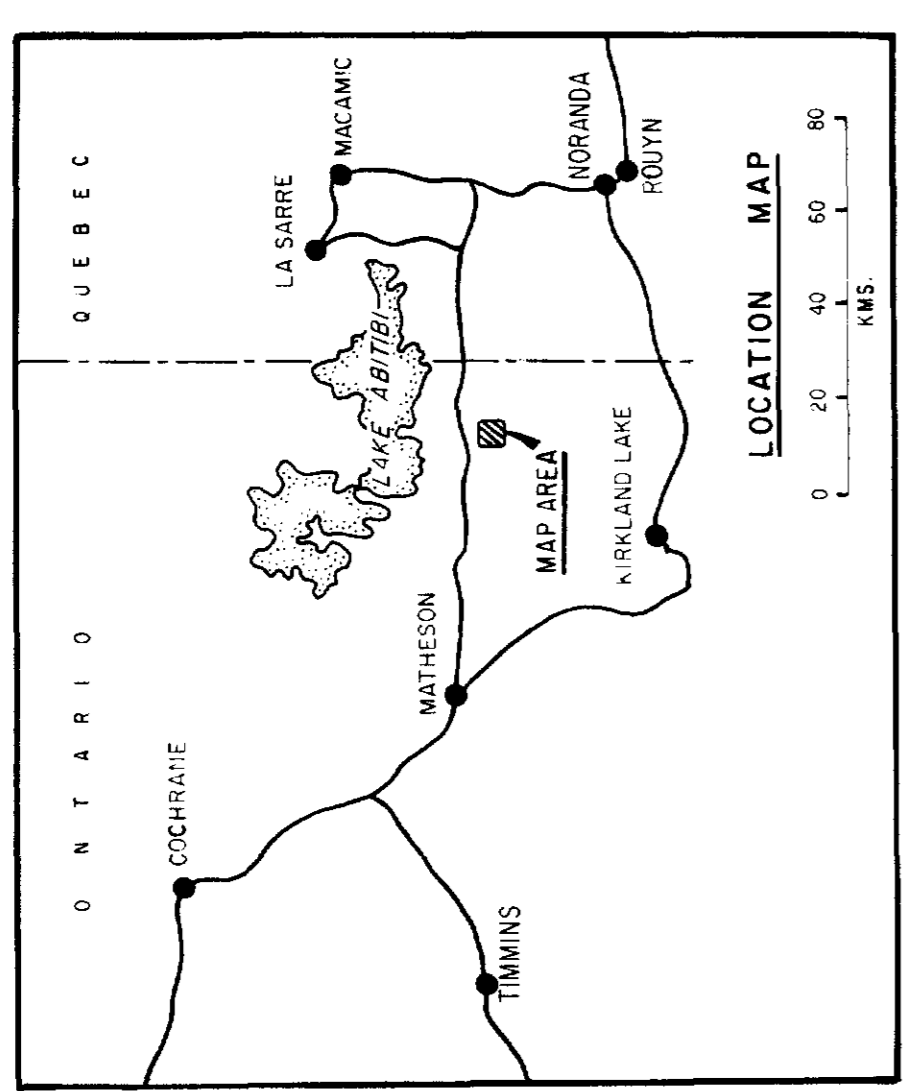 ONTARIO
QUEBEC
COCHRANE
LA SARRE
MACAMIC
LAKE ABITIBI
MATHESON
TIMMINS
MAP AREA
KIRKLAND LAKE
NORANDA
ROUYN
LOCATION MAP
0 20 40 60 80
KMS.